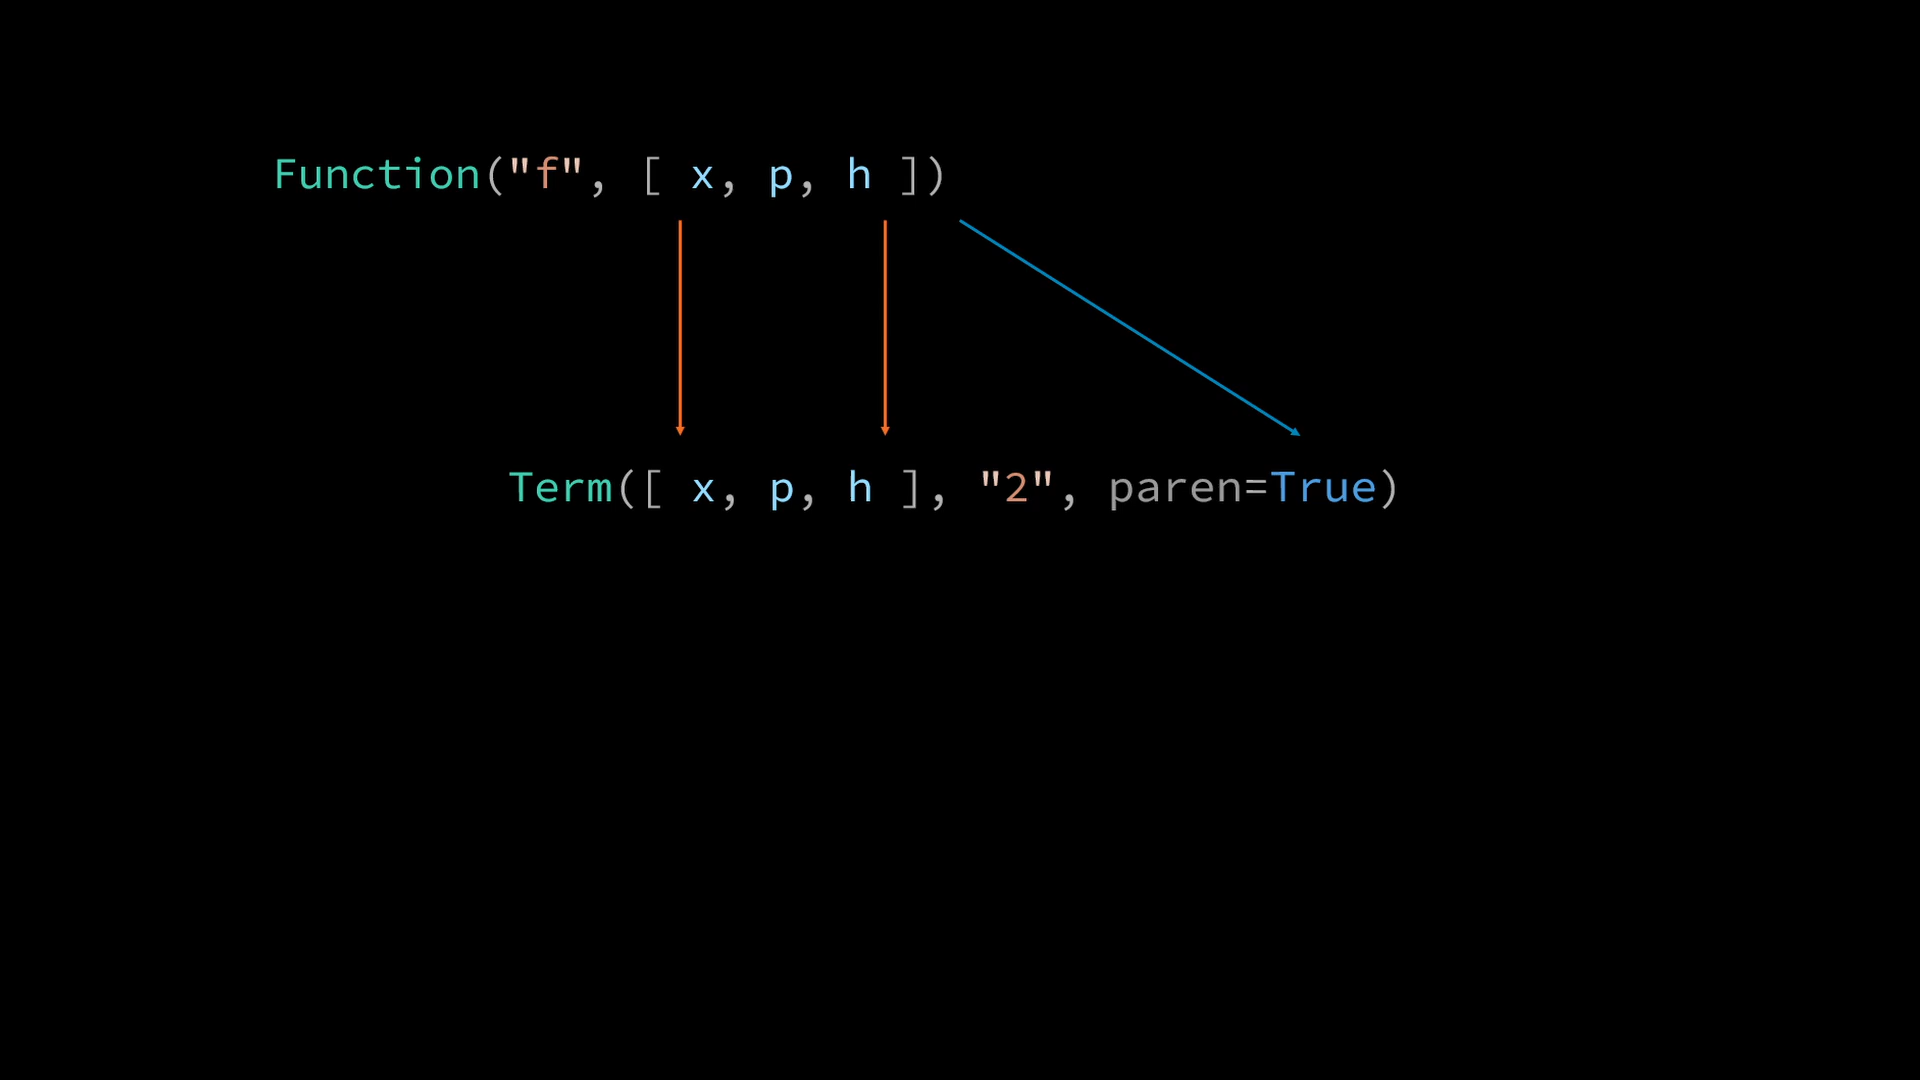 Function("f", [ x, p, h ])
Term([ x, p, h ], "2", paren=True)